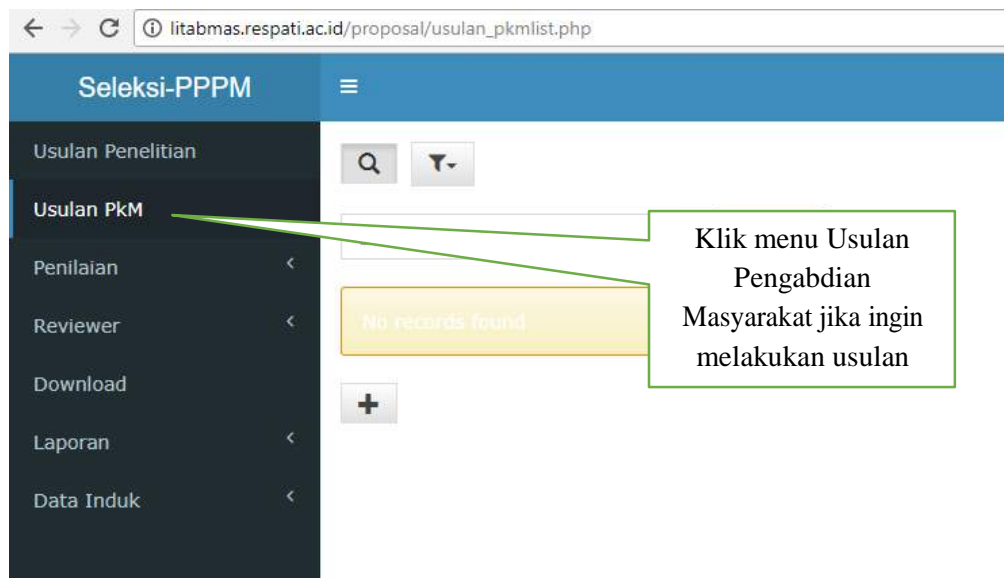 litabmas.respati.ac.id/proposal/usulan_pkmlist.php
Seleksi-PPPM
Usulan Penelitian
Usulan PkM
Penilaian
Reviewer
Download
Laporan
Data Induk
No records found
Klik menu Usulan
Pengabdian
Masyarakat jika ingin
melakukan usulan